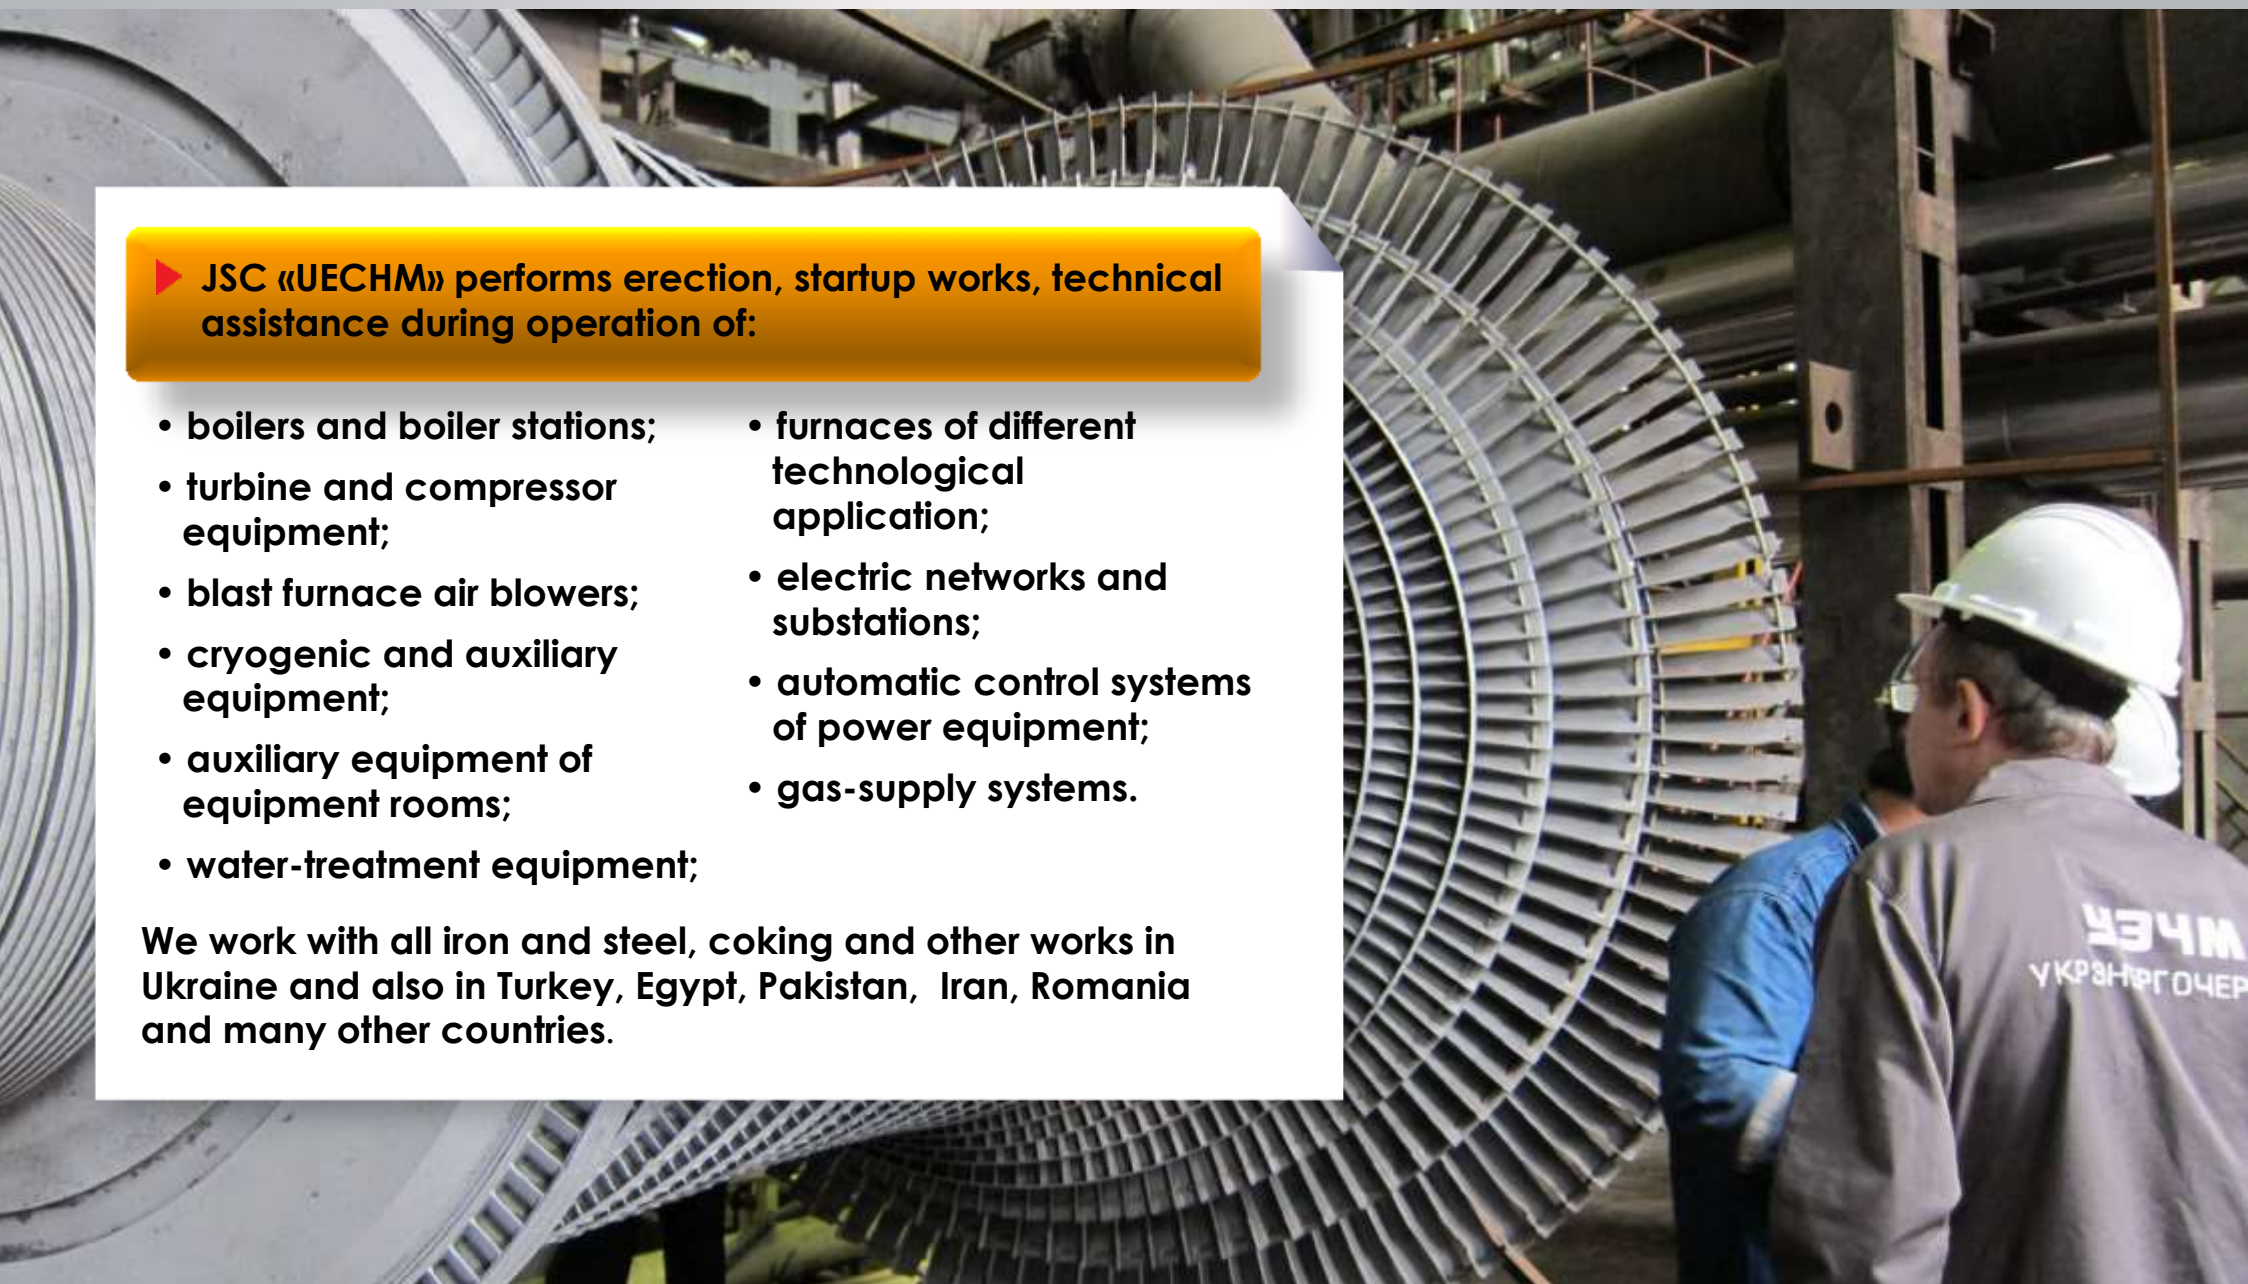 JSC «UECHM» performs erection, startup works, technical
assistance during operation of:
• boilers and boiler stations;
• turbine and compressor
equipment;
• blast furnace air blowers;
• cryogenic and auxiliary
equipment;
• auxiliary equipment of
equipment rooms;
• water-treatment equipment;
• furnaces of different
technological
application;
• electric networks and
substations;
• automatic control systems
of power equipment;
• gas-supply systems.
We work with all iron and steel, coking and other works in
Ukraine and also in Turkey, Egypt, Pakistan, Iran, Romania
and many other countries.
УЭЧМ
УКРЭНЕРГОЧЕР